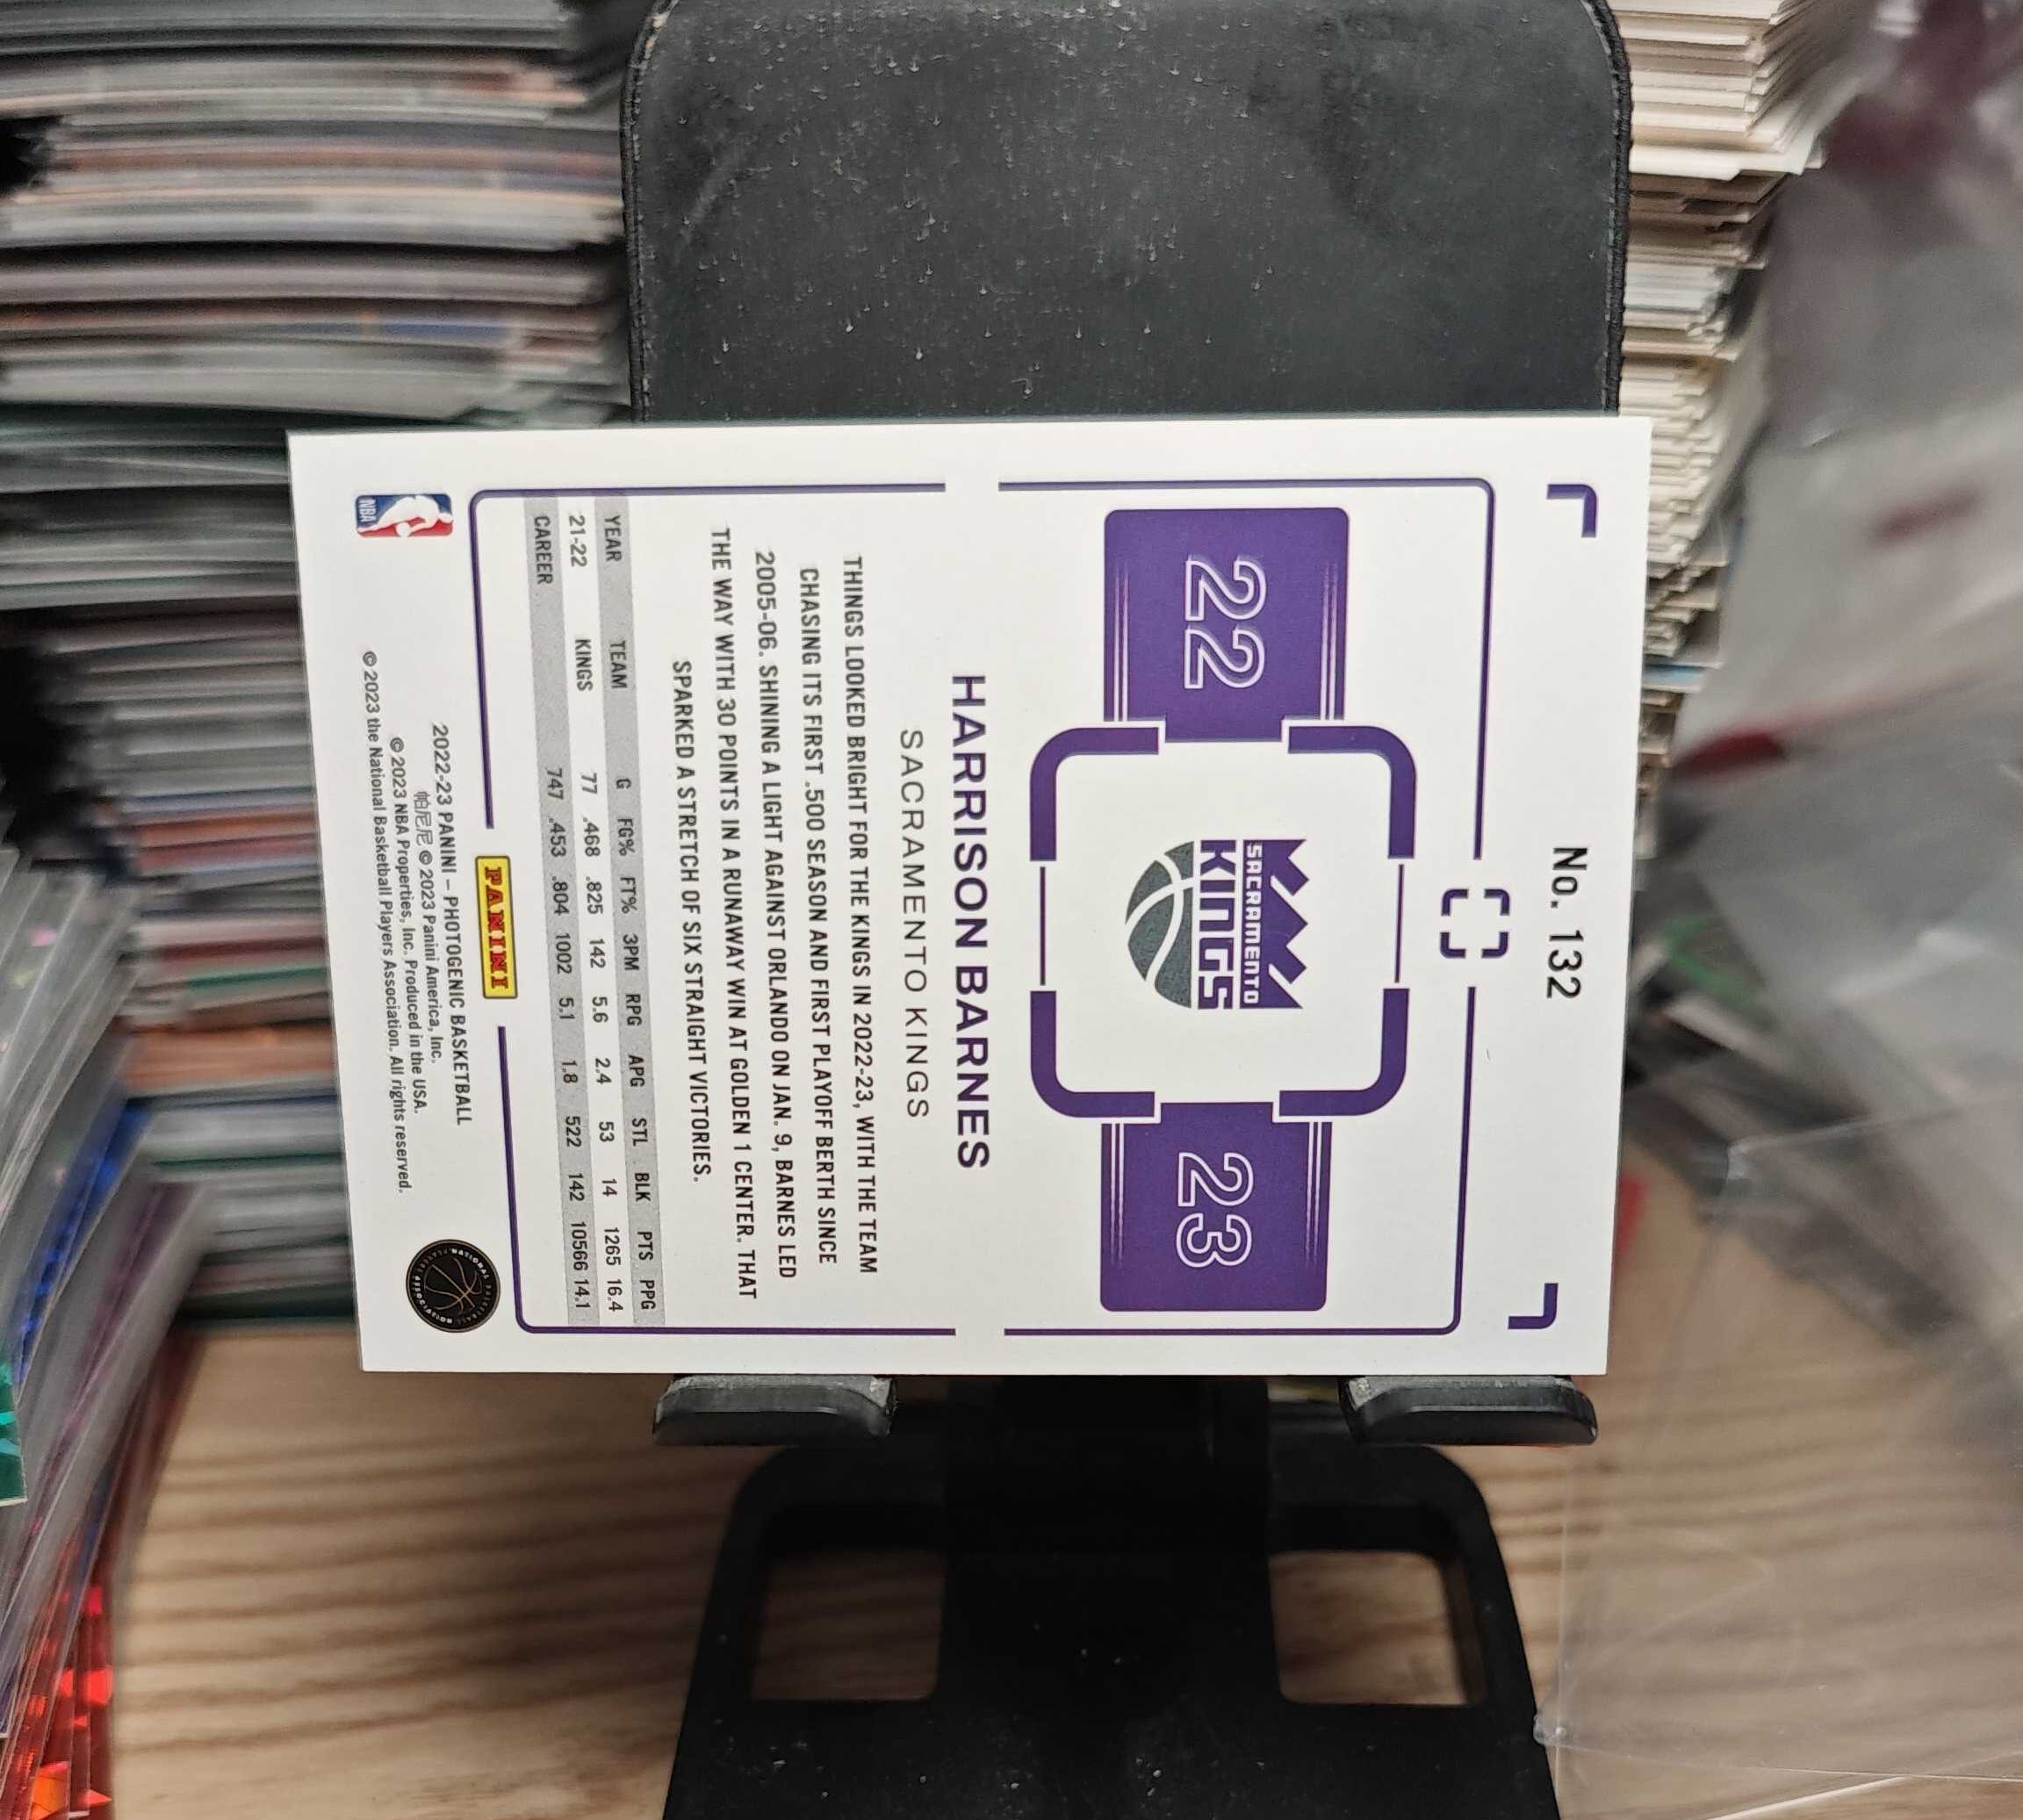 No. 132
22
SACRAMENTO
KINGS
23
HARRISON BARNES
SACRAMENTO KINGS
THINGS LOOKED BRIGHT FOR THE KINGS IN 2022-23, WITH THE TEAM
CHASING ITS FIRST .500 SEASON AND FIRST PLAYOFF BERTH SINCE
2005-06. SHINING A LIGHT AGAINST ORLANDO ON JAN. 9, BARNES LED
THE WAY WITH 30 POINTS IN A RUNAWAY WIN AT GOLDEN 1 CENTER. THAT
SPARKED A STRETCH OF SIX STRAIGHT VICTORIES.
YEAR TEAM G FG% FT% 3PM RPG APG STL BLK PTS PPG
21-22 KINGS 77 .468 .825 142 5.6 2.4 53 14 1265 16.4
CAREER 747 .453 .804 1002 5.1 1.8 522 142 10566 14.1
PANINI
NBA
2022-23 PANINI – PHOTOGENIC BASKETBALL
帕尼尼 © 2023 Panini America, Inc.
© 2023 NBA Properties, Inc. Produced in the USA.
© 2023 the National Basketball Players Association. All rights reserved.